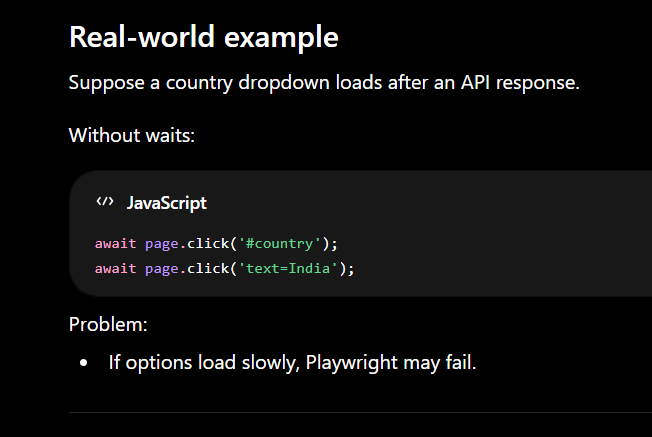 Real-world example
Suppose a country dropdown loads after an API response.
Without waits:
</> JavaScript
await page.click('#country');
await page.click('text=India');
Problem:
• If options load slowly, Playwright may fail.